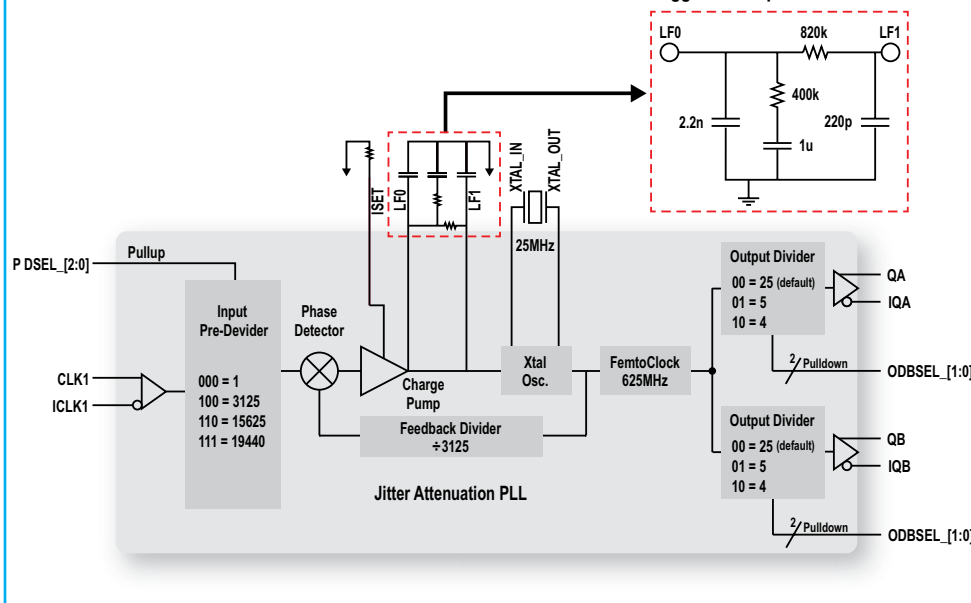 LF0
820k
LF1
400k
2.2n
220p
1u
XTAL_IN
XTAL_OUT
ISET
LF0
LF1
25MHz
P DSEL_[2:0]
Pullup
Input
Pre-Devider
000 = 1
100 = 3125
110 = 15625
111 = 19440
Phase
Detector
CLK1
ICLK1
Charge
Pump
Xtal
Osc.
FemtoClock
625MHz
Feedback Divider
÷3125
Jitter Attenuation PLL
Output Divider
00 = 25 (default)
01 = 5
10 = 4
QA
IQA
2
Pulldown
ODBSEL_[1:0]
Output Divider
00 = 25 (default)
01 = 5
10 = 4
QB
IQB
2
Pulldown
ODBSEL_[1:0]